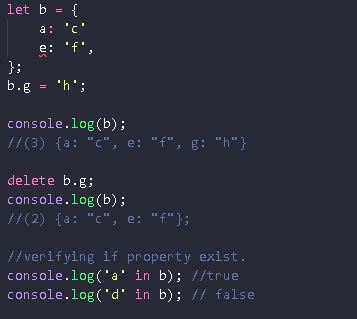 let b = {
    a: 'c'
    e: 'f',
};
b.g = 'h';
console.log(b);
//(3) {a: "c", e: "f", g: "h"}
delete b.g;
console.log(b);
//(2) {a: "c", e: "f"};
//verifying if property exist.
console.log('a' in b); //true
console.log('d' in b); // false